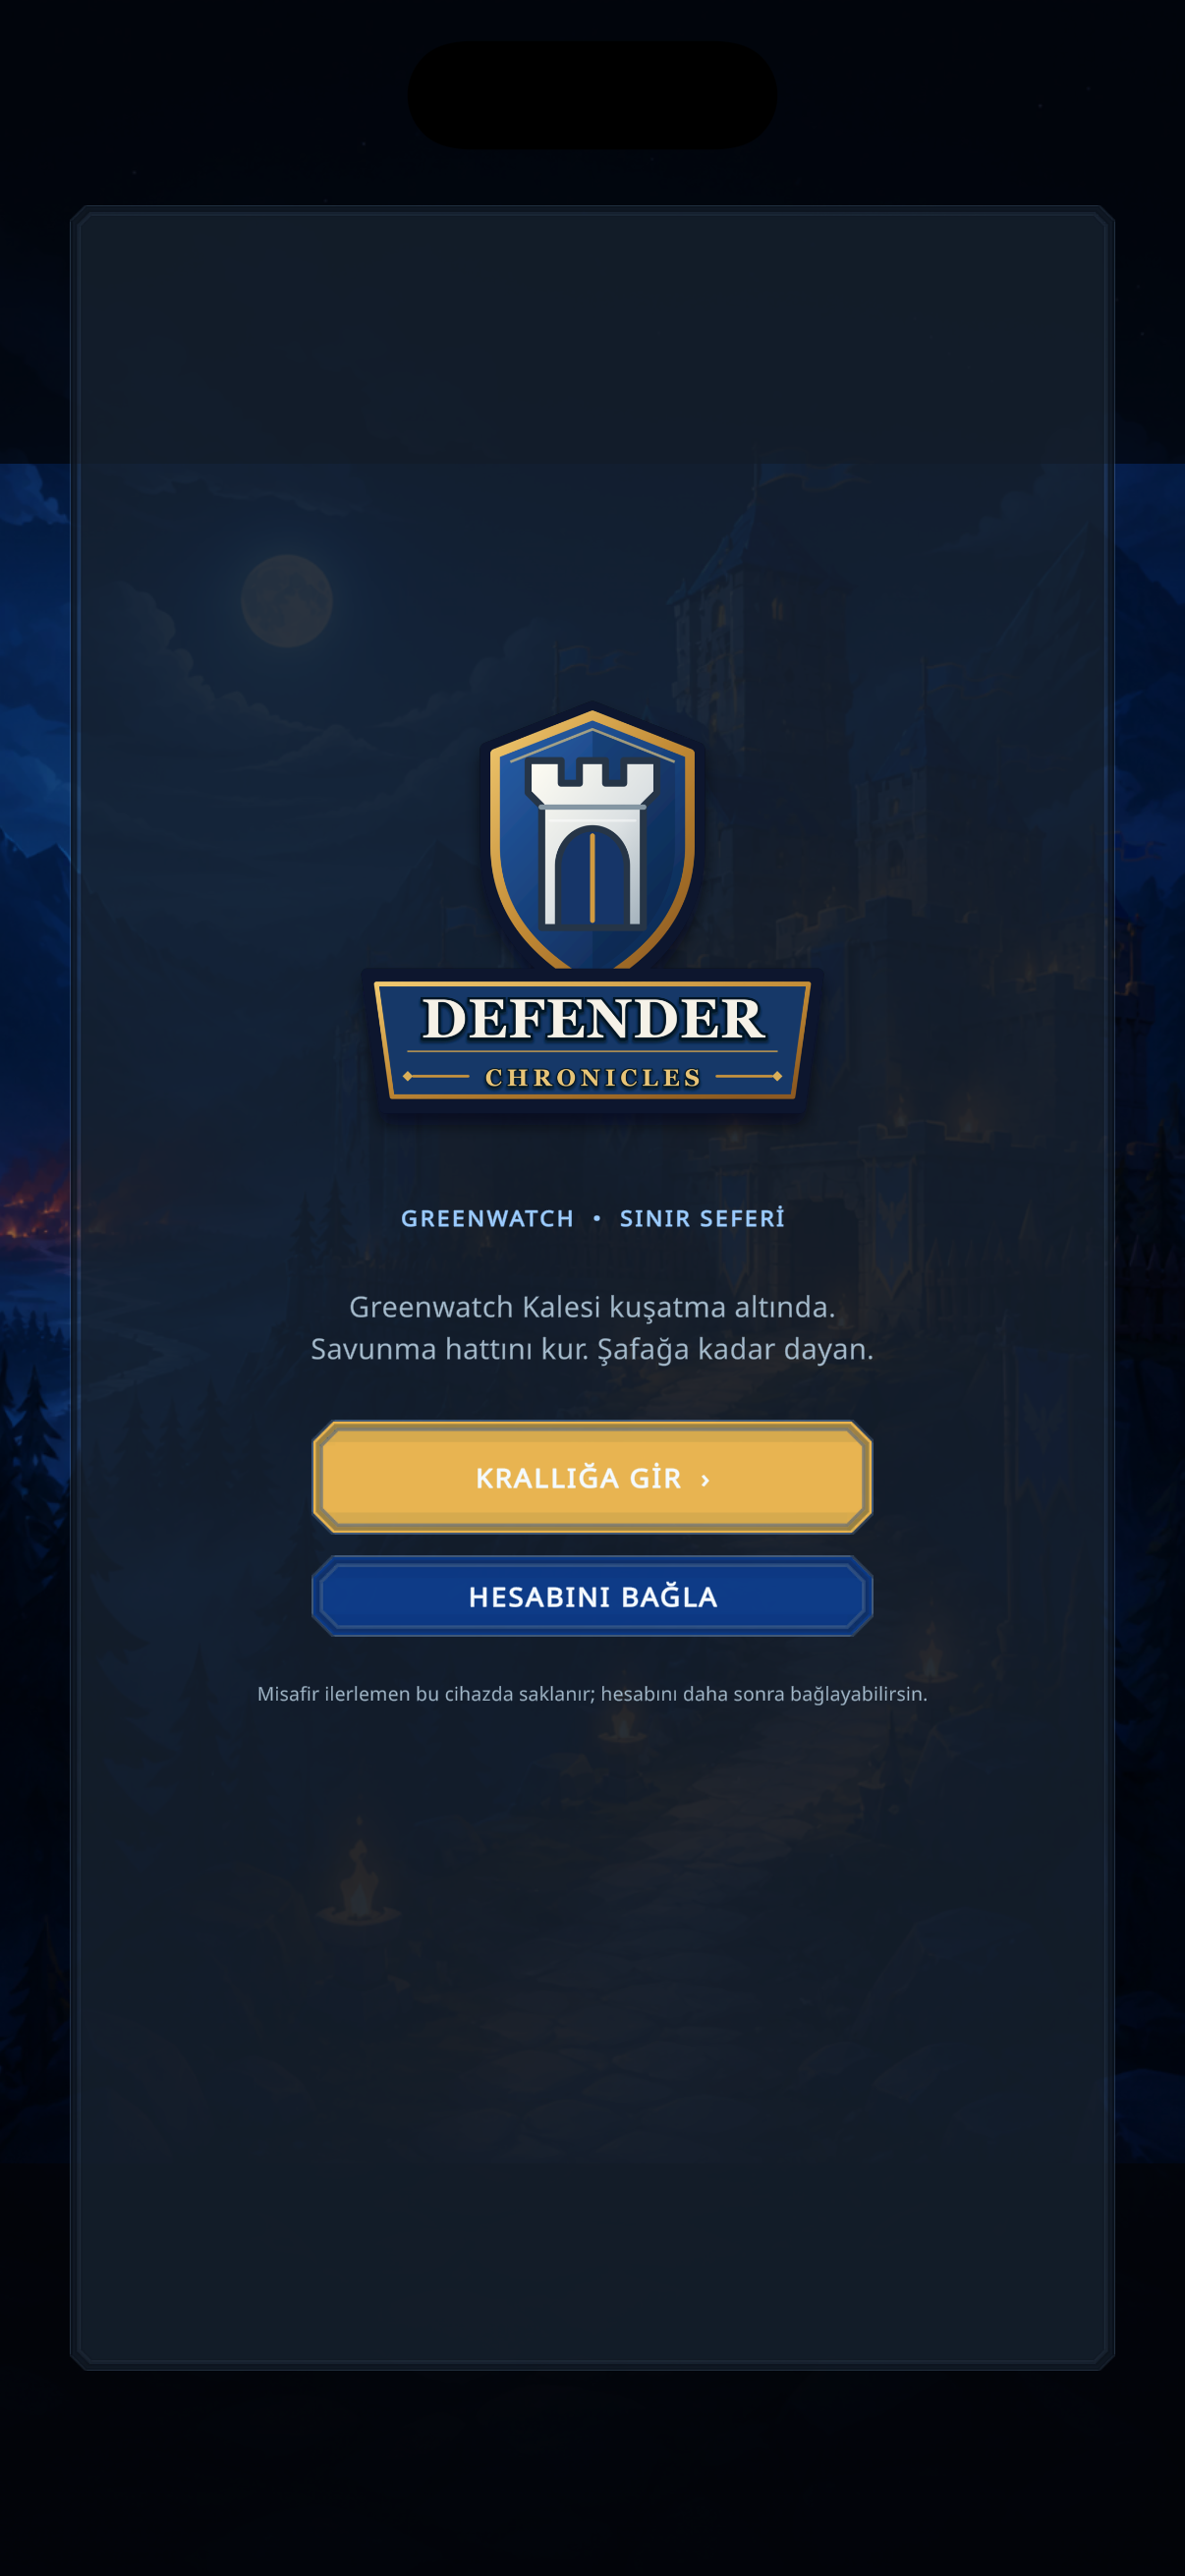 DEFENDER
CHRONICLES
GREENWATCH • SINIR SEFERİ
Greenwatch Kalesi kuşatma altında.
Savunma hattını kur. Şafağa kadar dayan.
KRALLIĞA GİR ›
HESABINI BAĞLA
Misafir ilerlemen bu cihazda saklanır; hesabını daha sonra bağlayabilirsin.